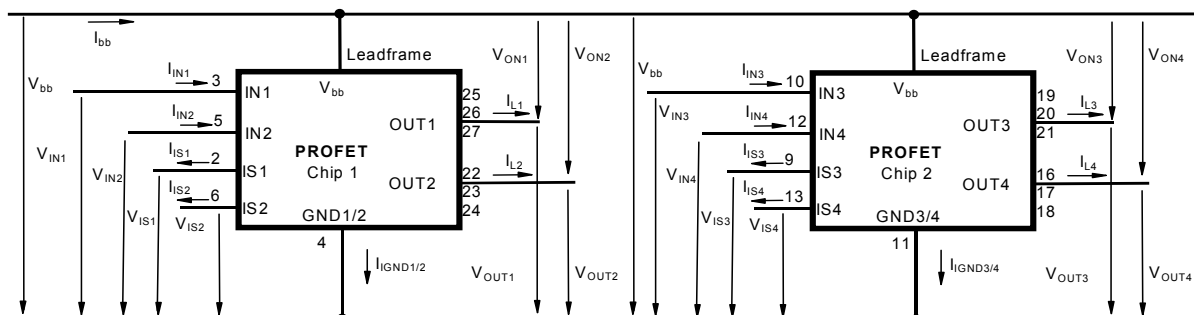 Ibb
Vbb
Leadframe
VON1
VON2
IIN1
3
IN1
Vbb
25
26
27
IL1
OUT1
VIN1
IIN2
5
IN2
VIN2
IS1
2
IS1
PROFET
Chip 1
OUT2
22
23
24
IL2
VIS1
IS2
6
IS2
VIS2
GND1/2
4
IIGND1/2
VOUT1
VOUT2
Vbb
Leadframe
VON3
VON4
IIN3
10
IN3
Vbb
19
20
21
IL3
OUT3
VIN3
IIN4
12
IN4
VIN4
IS3
9
IS3
PROFET
Chip 2
OUT4
16
17
18
IL4
VIS3
IS4
13
IS4
VIS4
GND3/4
11
IIGND3/4
VOUT3
VOUT4